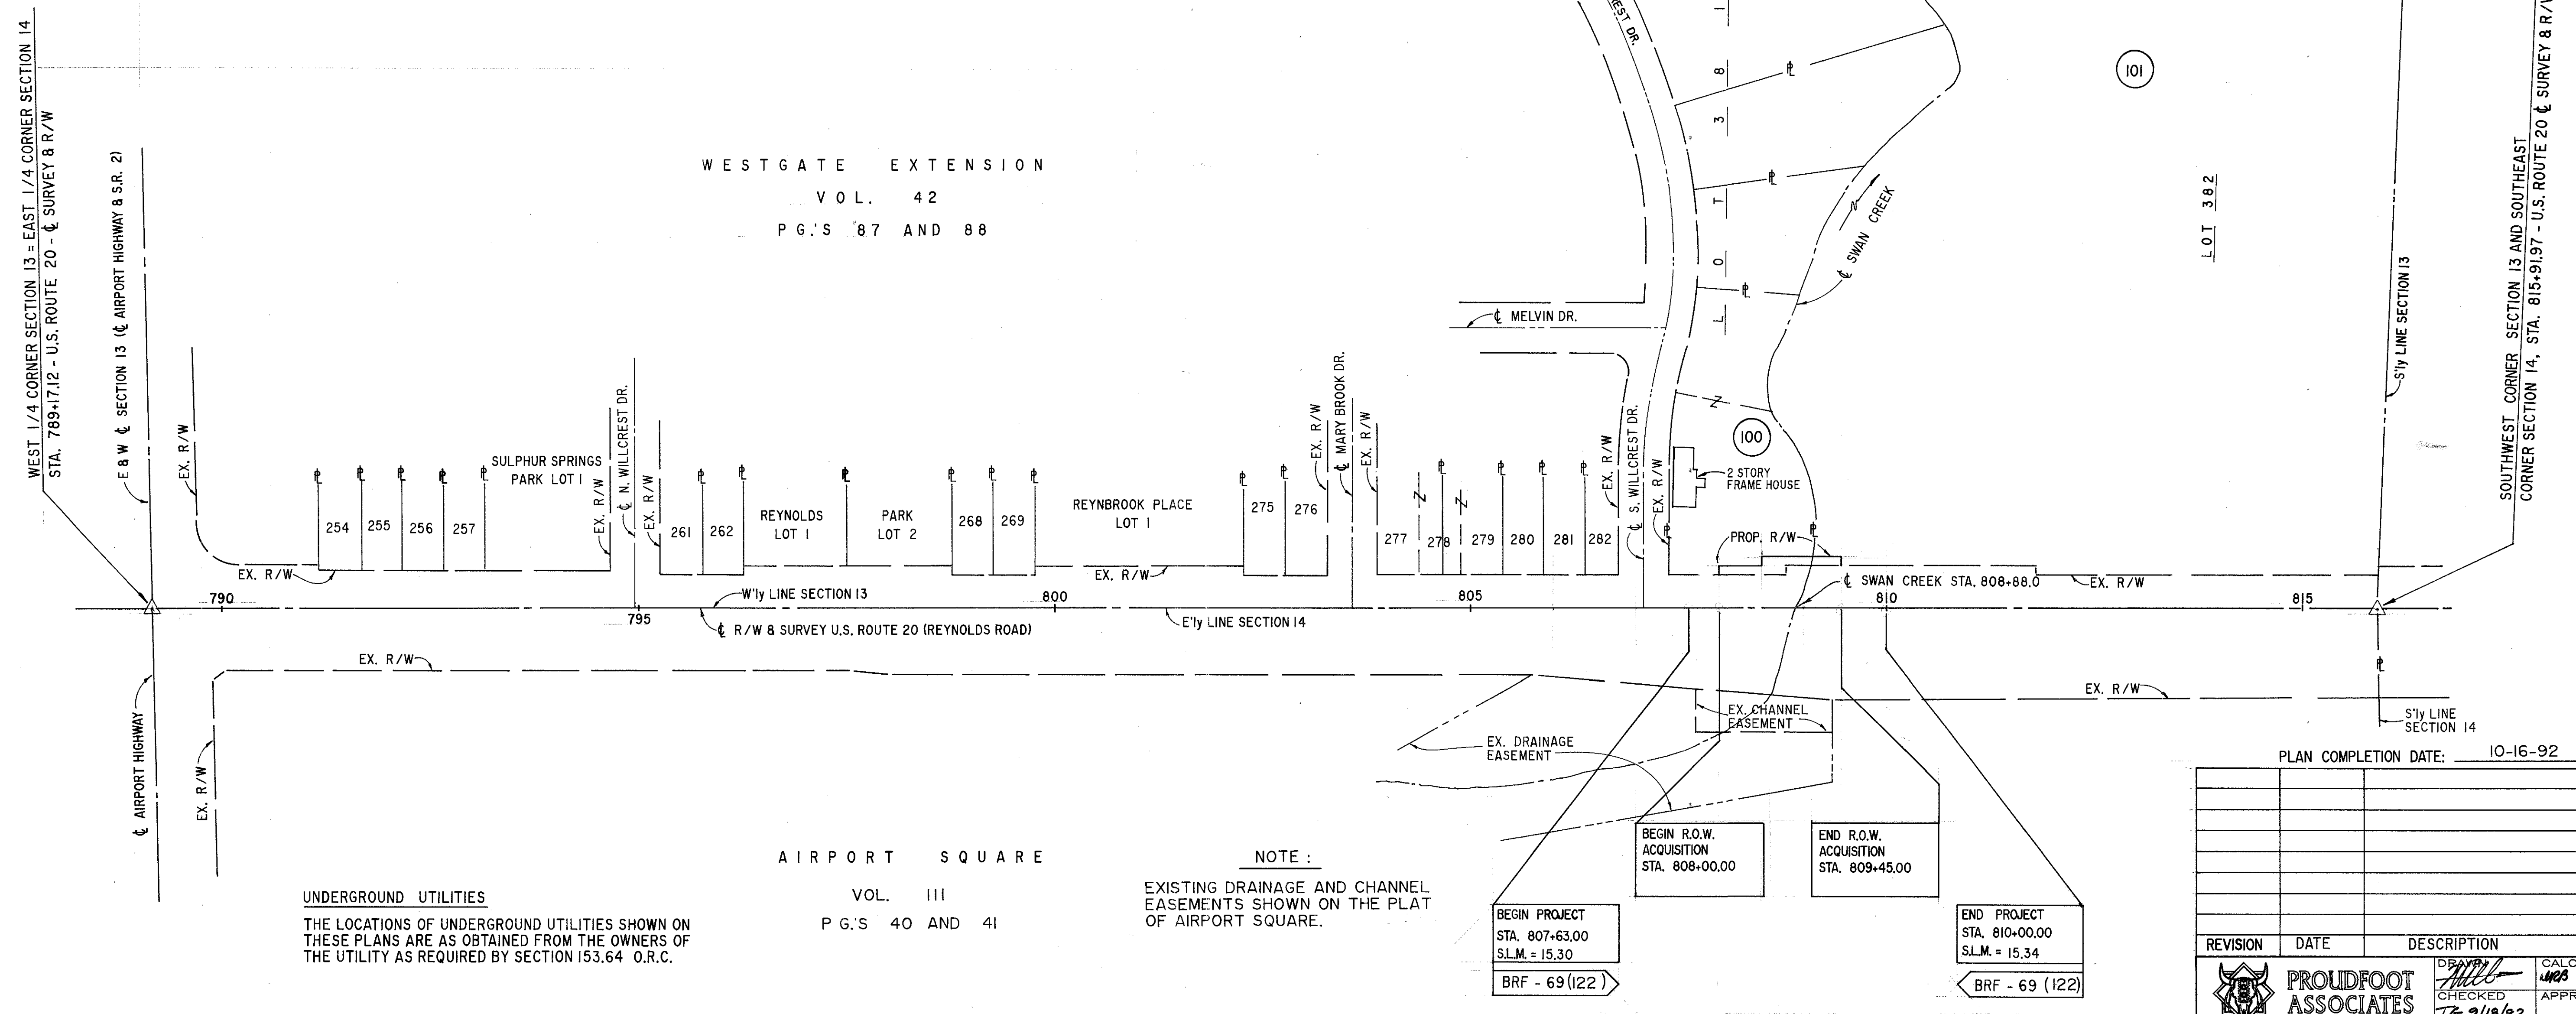 WEST 1/4 CORNER SECTION 13 = EAST 1/4 CORNER SECTION 14
STA. 789+17.12 - U.S. ROUTE 20 - ℄ SURVEY & R/W
E & W ℄ SECTION 13 (℄ AIRPORT HIGHWAY & S.R. 2)
EX. R/W
WESTGATE EXTENSION
VOL. 42
PG.'S 87 AND 88
℄ MELVIN DR.
EST DR.
LOT 381
℄ SWAN CREEK
101
LOT 382
S'ly LINE SECTION 13
SOUTHWEST CORNER SECTION 13 AND SOUTHEAST
CORNER SECTION 14, STA. 815+91.97 - U.S. ROUTE 20 ℄ SURVEY & R/W
254
255
256
257
SULPHUR SPRINGS
PARK LOT 1
EX. R/W
℄ N. WILLCREST DR.
EX. R/W
261
262
REYNOLDS
LOT 1
PARK
LOT 2
268
269
REYNBROOK PLACE
LOT 1
275
276
EX. R/W
℄ MARY BROOK DR.
EX. R/W
277
278
279
280
281
282
EX. R/W
℄ S. WILLCREST DR.
EX. R/W
100
2 STORY
FRAME HOUSE
PROP. R/W
EX. R/W
EX. R/W
℄ SWAN CREEK STA. 808+88.0
EX. R/W
790
795
800
805
810
815
W'ly LINE SECTION 13
℄ R/W & SURVEY U.S. ROUTE 20 (REYNOLDS ROAD)
E'ly LINE SECTION 14
EX. R/W
EX. R/W
℄ AIRPORT HIGHWAY
EX. R/W
EX. CHANNEL
EASEMENT
EX. DRAINAGE
EASEMENT
S'ly LINE
SECTION 14
PLAN COMPLETION DATE: 10-16-92
BEGIN R.O.W.
ACQUISITION
STA. 808+00.00
END R.O.W.
ACQUISITION
STA. 809+45.00
AIRPORT SQUARE
VOL. 111
PG.'S 40 AND 41
NOTE:
EXISTING DRAINAGE AND CHANNEL
EASEMENTS SHOWN ON THE PLAT
OF AIRPORT SQUARE.
UNDERGROUND UTILITIES
THE LOCATIONS OF UNDERGROUND UTILITIES SHOWN ON
THESE PLANS ARE AS OBTAINED FROM THE OWNERS OF
THE UTILITY AS REQUIRED BY SECTION 153.64 O.R.C.
BEGIN PROJECT
STA. 807+63.00
S.L.M. = 15.30
BRF - 69 (122)
END PROJECT
STA. 810+00.00
S.L.M. = 15.34
BRF - 69 (122)
REVISION DATE DESCRIPTION
PROUDFOOT
ASSOCIATES
DRAWN
CALC
MRB
CHECKED
APPR